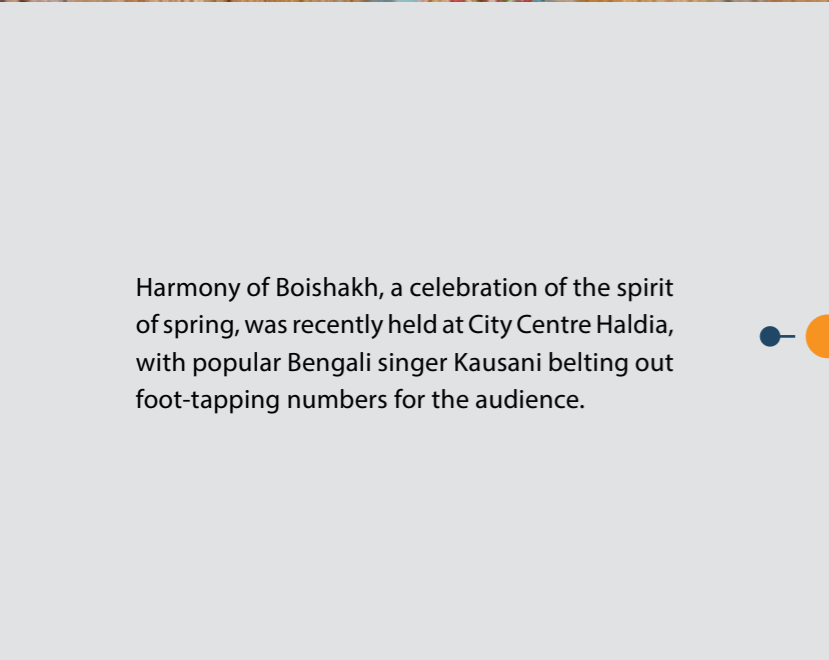 Harmony of Boishakh, a celebration of the spirit
of spring, was recently held at City Centre Haldia,
with popular Bengali singer Kausani belting out
foot-tapping numbers for the audience.